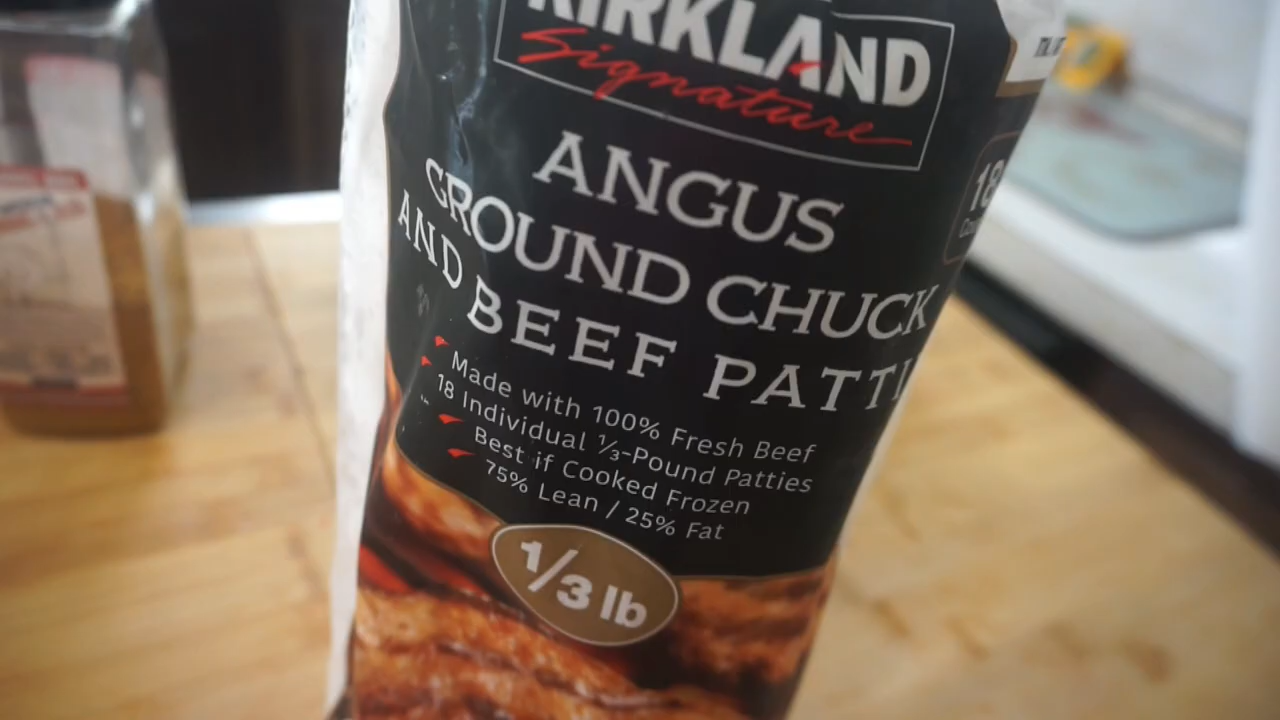 KIRKLAND
Signature
ANGUS
GROUND CHUCK
AND BEEF PATTI
Made with 100% Fresh Beef
18 Individual 1/3-Pound Patties
Best if Cooked Frozen
75% Lean / 25% Fat
1/3 lb
18